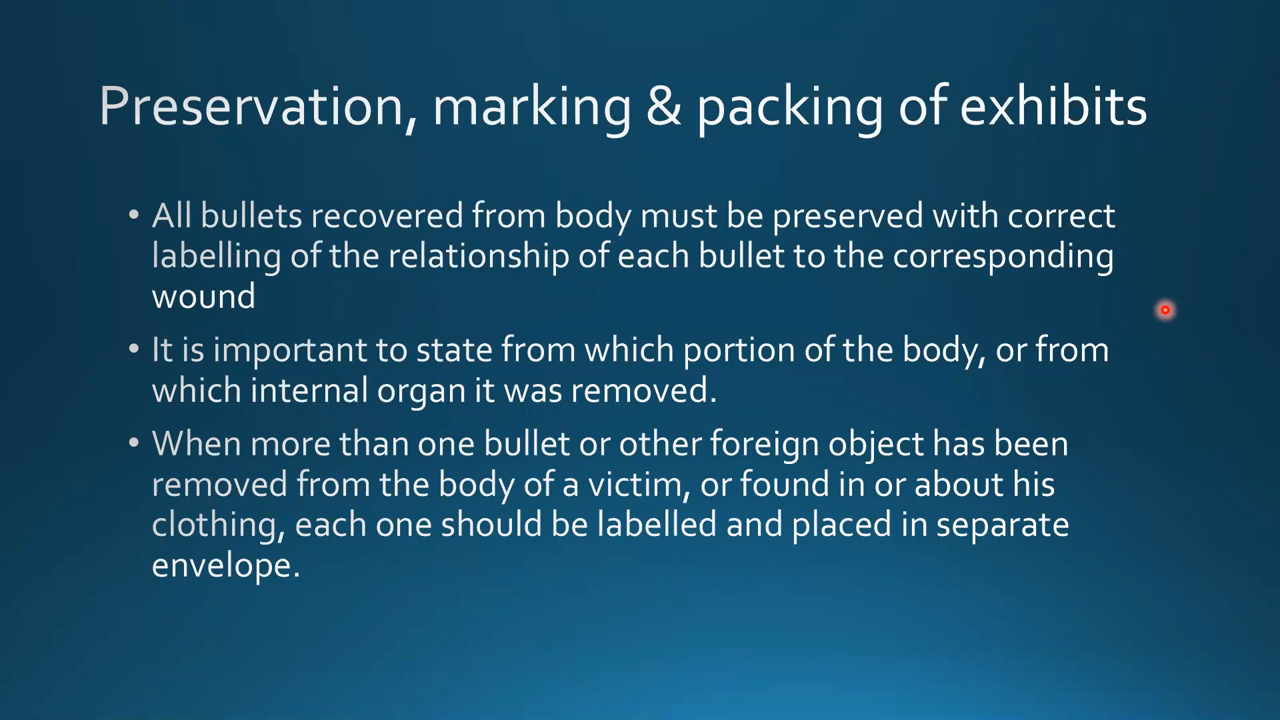 Preservation, marking & packing of exhibits
• All bullets recovered from body must be preserved with correct
labelling of the relationship of each bullet to the corresponding
wound
• It is important to state from which portion of the body, or from
which internal organ it was removed.
• When more than one bullet or other foreign object has been
removed from the body of a victim, or found in or about his
clothing, each one should be labelled and placed in separate
envelope.